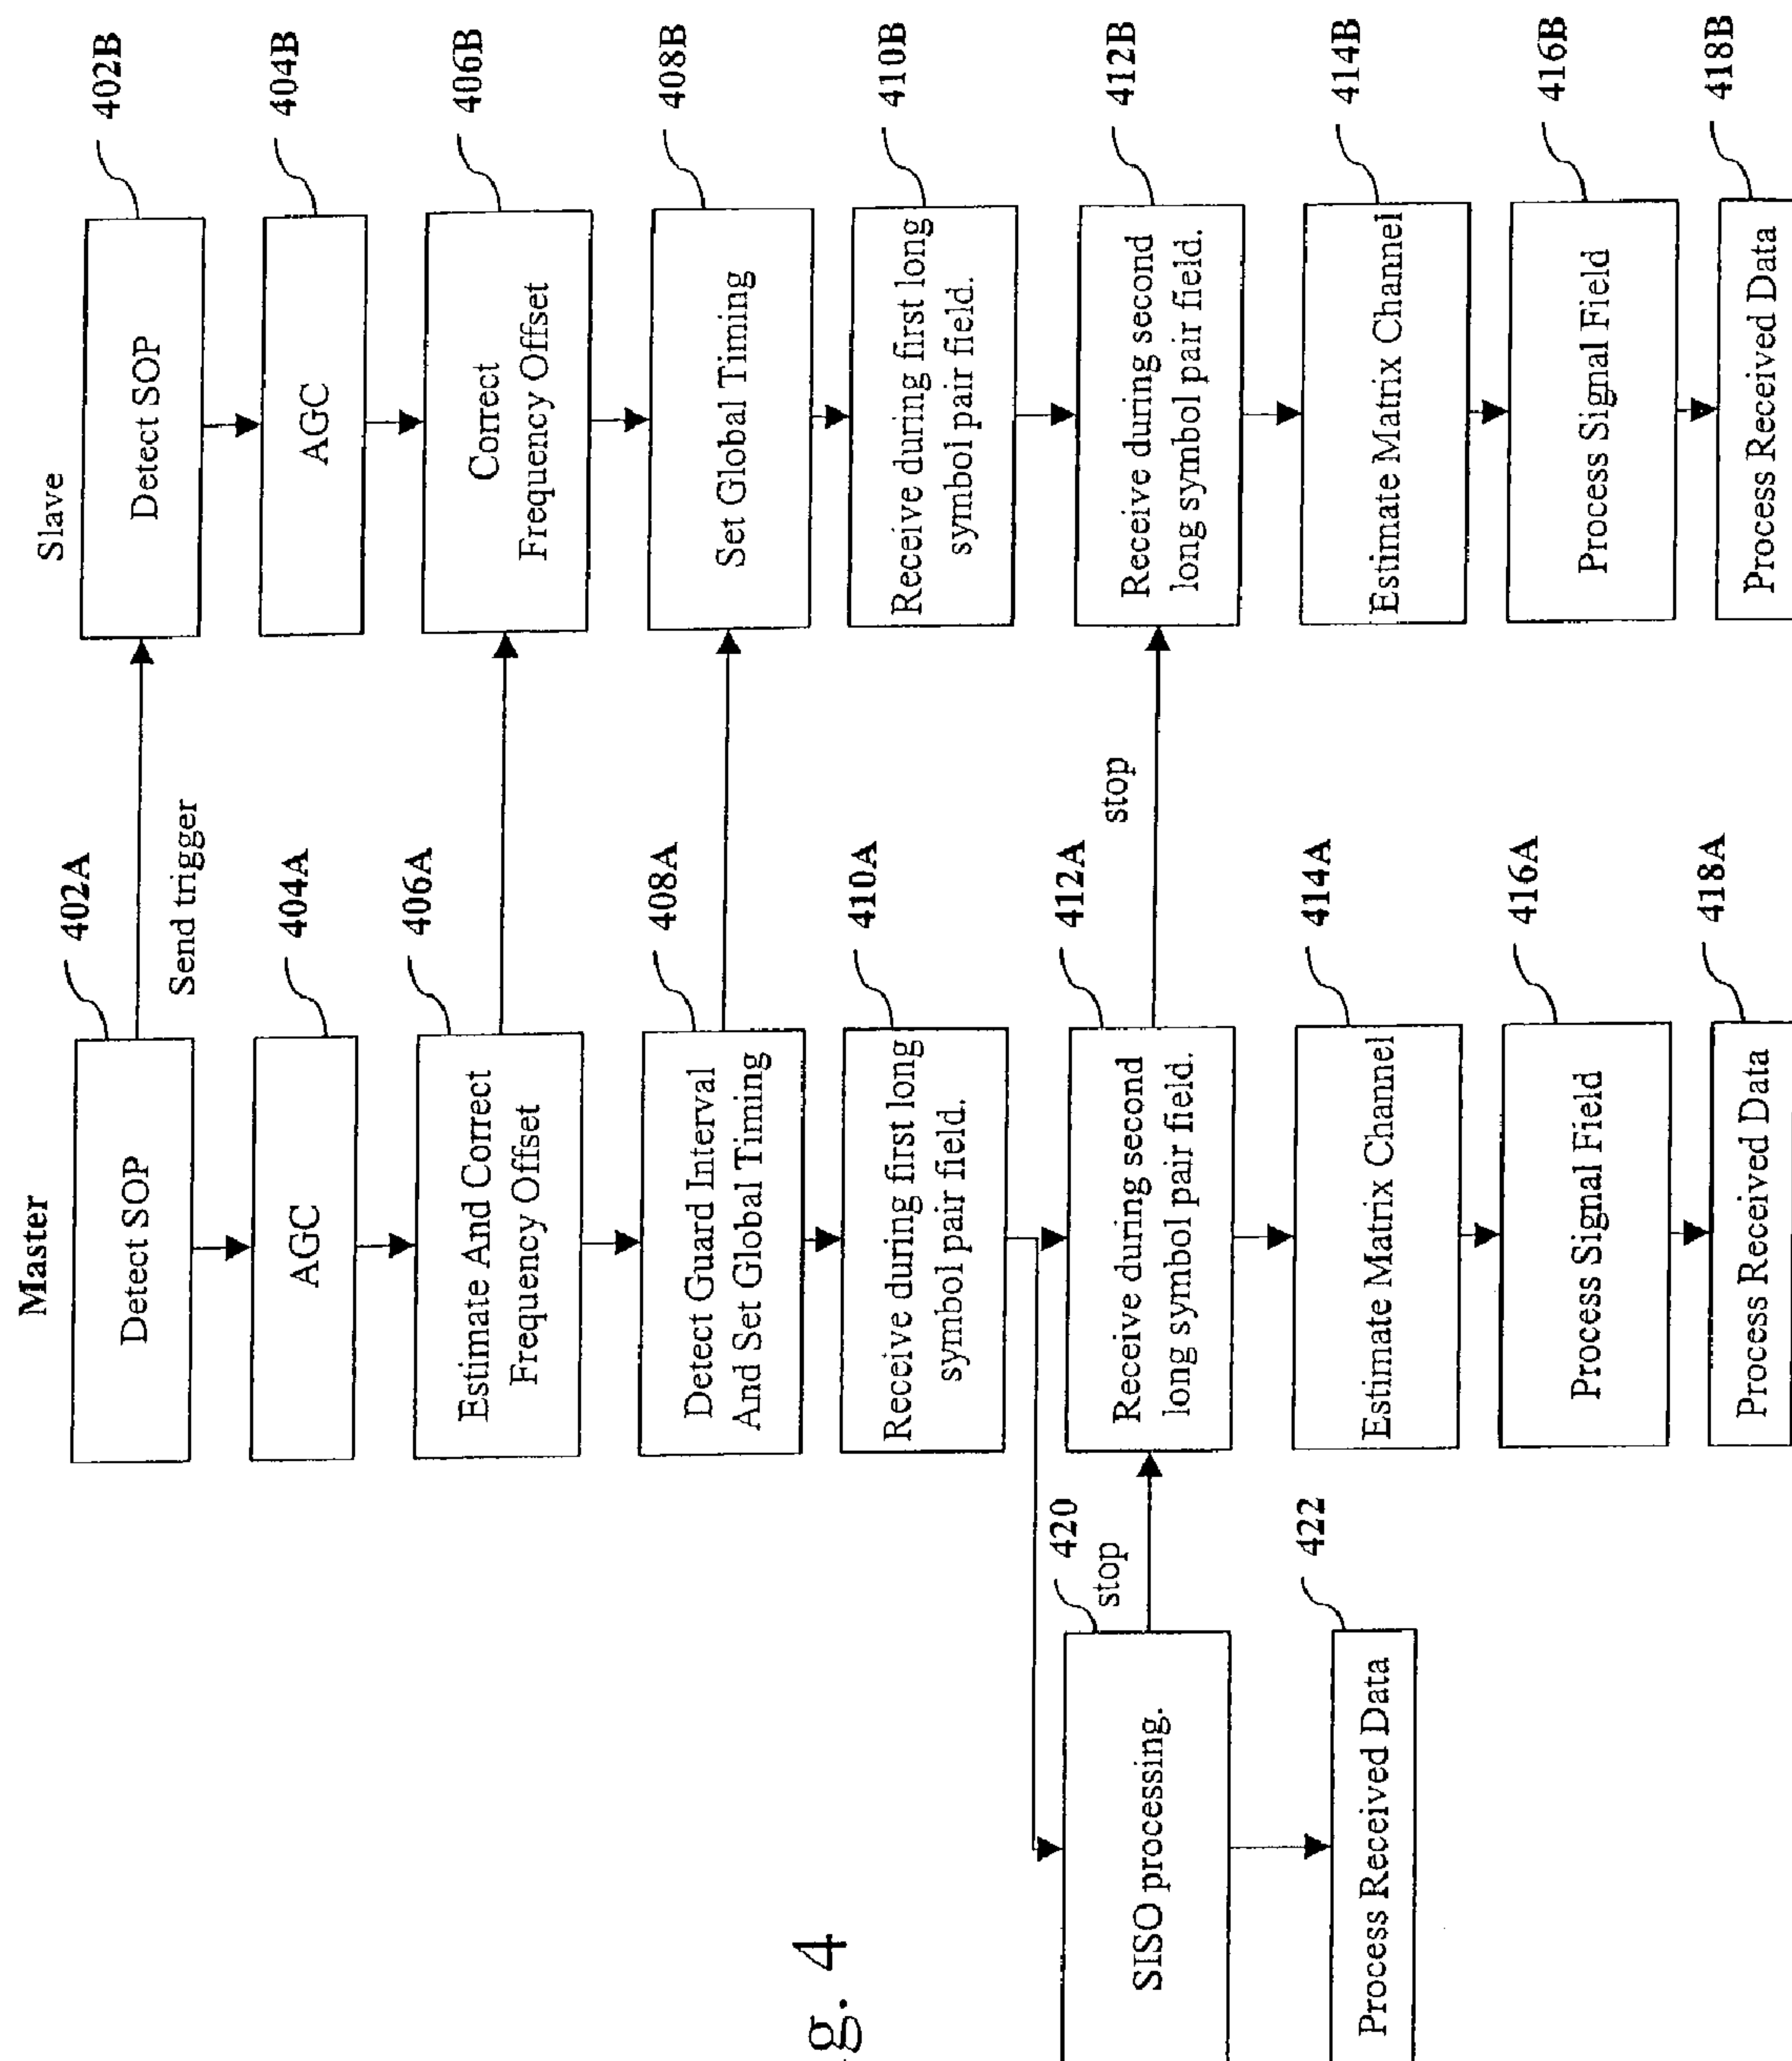 Master
Slave
Detect SOP
402A
Send trigger
Detect SOP
402B
AGC
404A
AGC
404B
Estimate And Correct
Frequency Offset
406A
Correct
Frequency Offset
406B
Detect Guard Interval
And Set Global Timing
408A
Set Global Timing
408B
Receive during first long
symbol pair field.
410A
Receive during first long
symbol pair field.
410B
SISO processing.
420
stop
Receive during second
long symbol pair field.
412A
stop
Receive during second
long symbol pair field.
412B
Process Received Data
422
Estimate Matrix Channel
414A
Estimate Matrix Channel
414B
Process Signal Field
416A
Process Signal Field
416B
Process Received Data
418A
Process Received Data
418B
g. 4